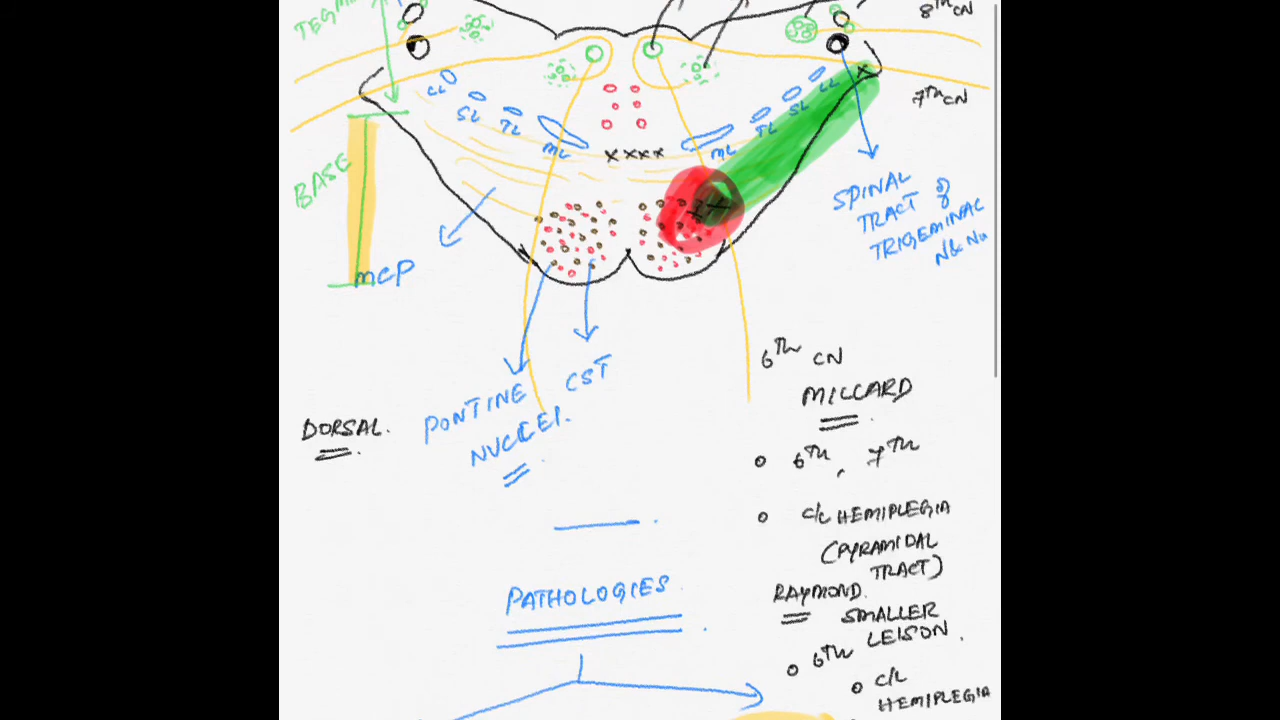 TEGM
8TH CN
7TH CN
LL
SL
TL
ML
ML
TL
SL
LL
xxxx
BASE
SPINAL
TRACT of
TRIGEMINAL
N& Nu
MCP
6TH CN
MILLARD
PONTINE
NUCLEI.
CST
DORSAL.
6TH, 7TH
c/L HEMIPLEGIA
(PYRAMIDAL
TRACT)
RAYMOND.
SMALLER
LEISON.
6TH
c/L
HEMIPLEGIA
PATHOLOGIES